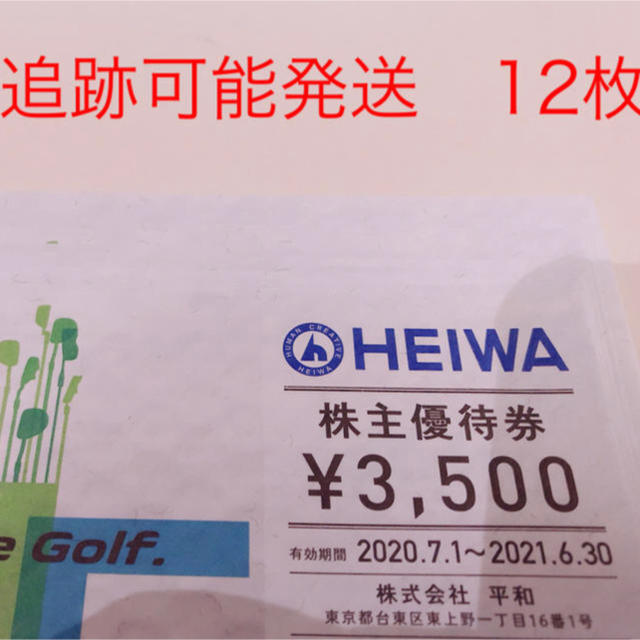 追跡可能発送　12枚
HUMAN CREATIVE
HEIWA
HEIWA
株主優待券
¥3,500
e Golf.
有効期間 2020.7.1〜2021.6.30
株式会社 平和
東京都台東区東上野一丁目16番1号